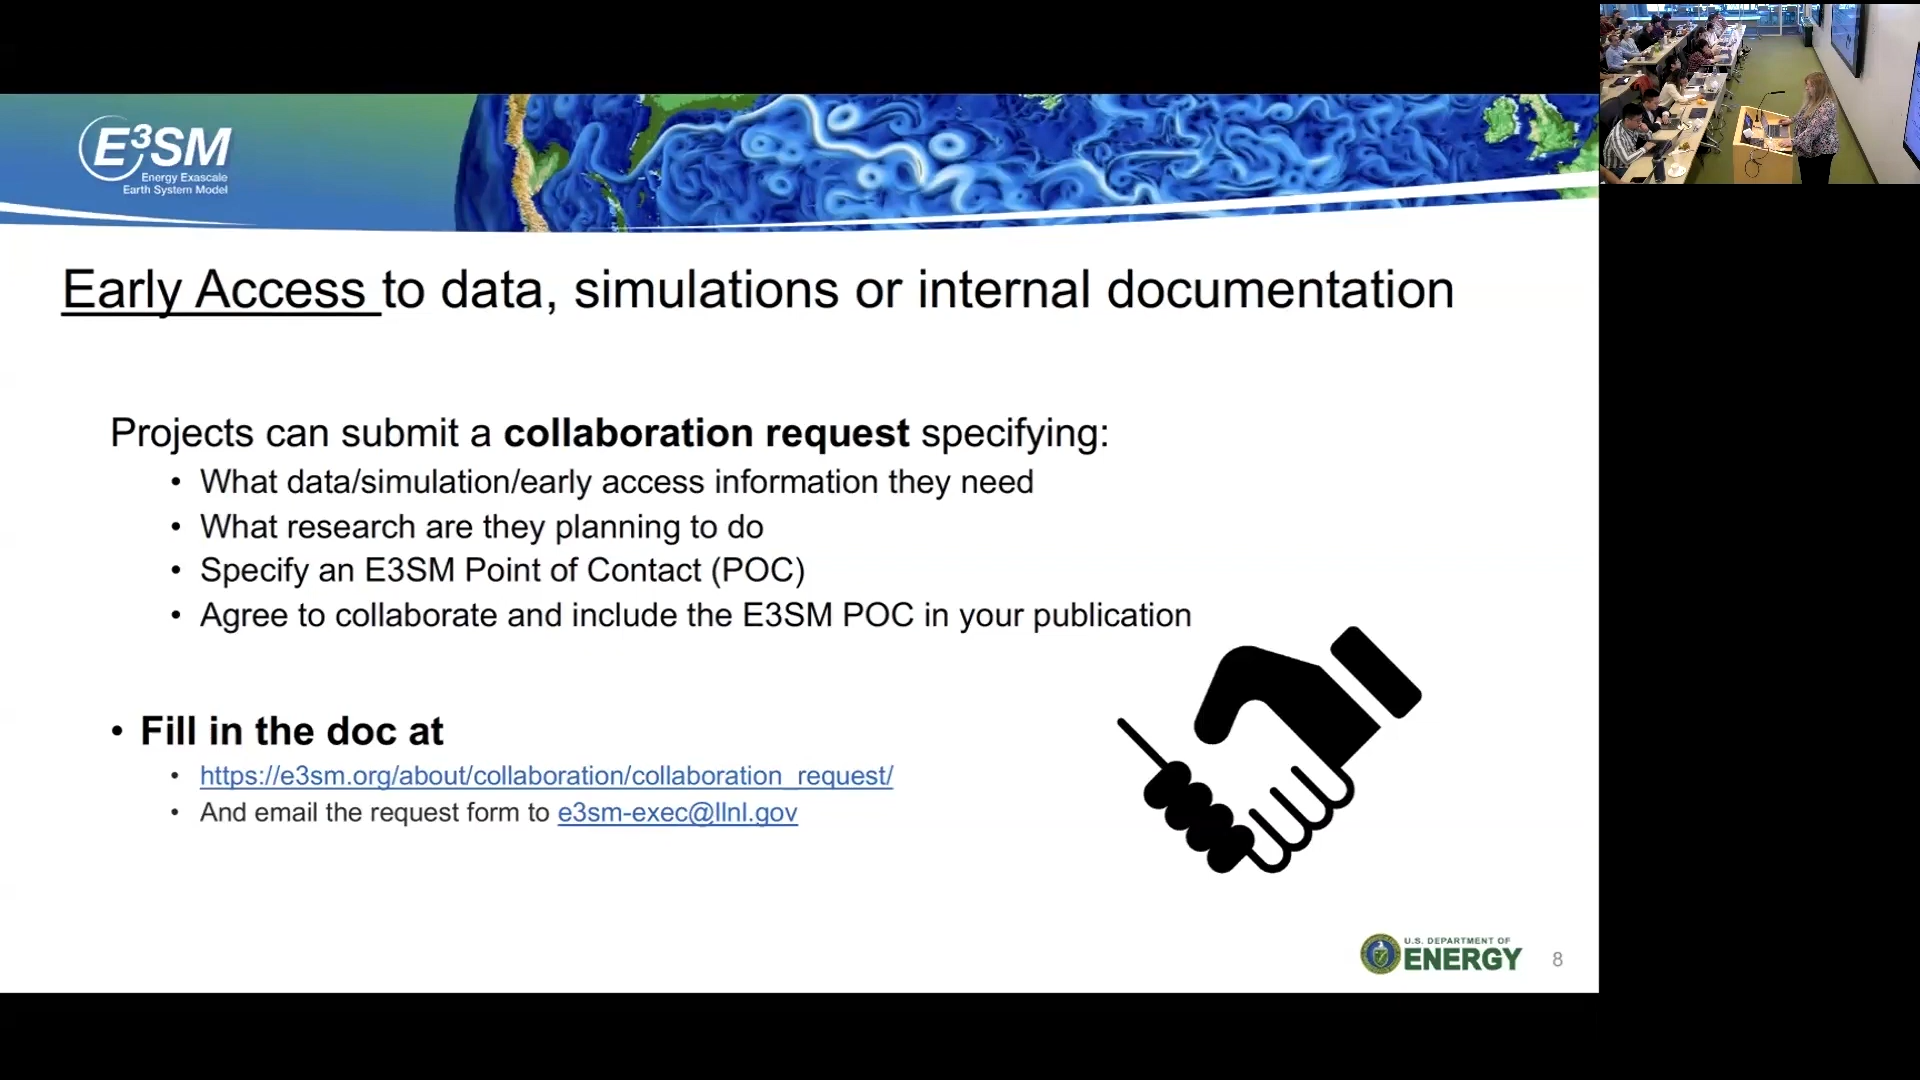 E³SM
Energy Exascale
Earth System Model
Early Access to data, simulations or internal documentation
Projects can submit a collaboration request specifying:
• What data/simulation/early access information they need
• What research are they planning to do
• Specify an E3SM Point of Contact (POC)
• Agree to collaborate and include the E3SM POC in your publication
• Fill in the doc at
• https://e3sm.org/about/collaboration/collaboration_request/
• And email the request form to e3sm-exec@llnl.gov
U.S. DEPARTMENT OF
ENERGY
8